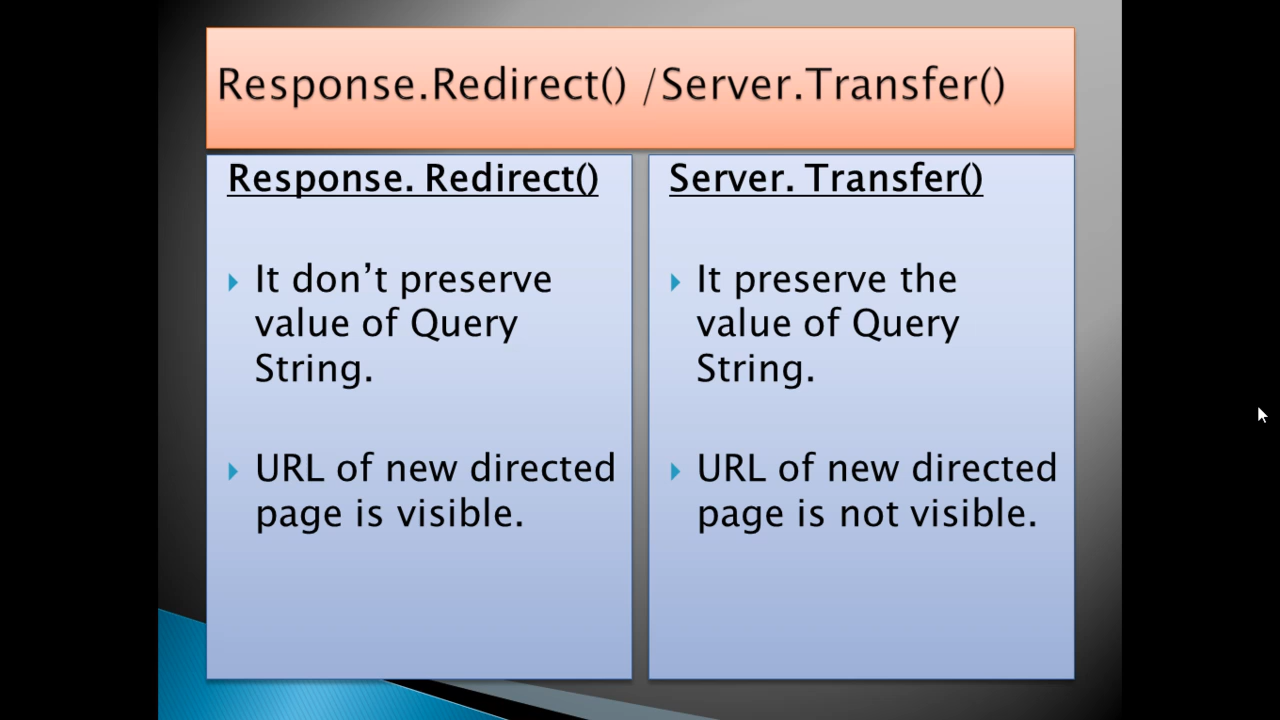 Response.Redirect() /Server.Transfer()
Response. Redirect()
It don’t preserve
value of Query
String.
URL of new directed
page is visible.
Server. Transfer()
It preserve the
value of Query
String.
URL of new directed
page is not visible.